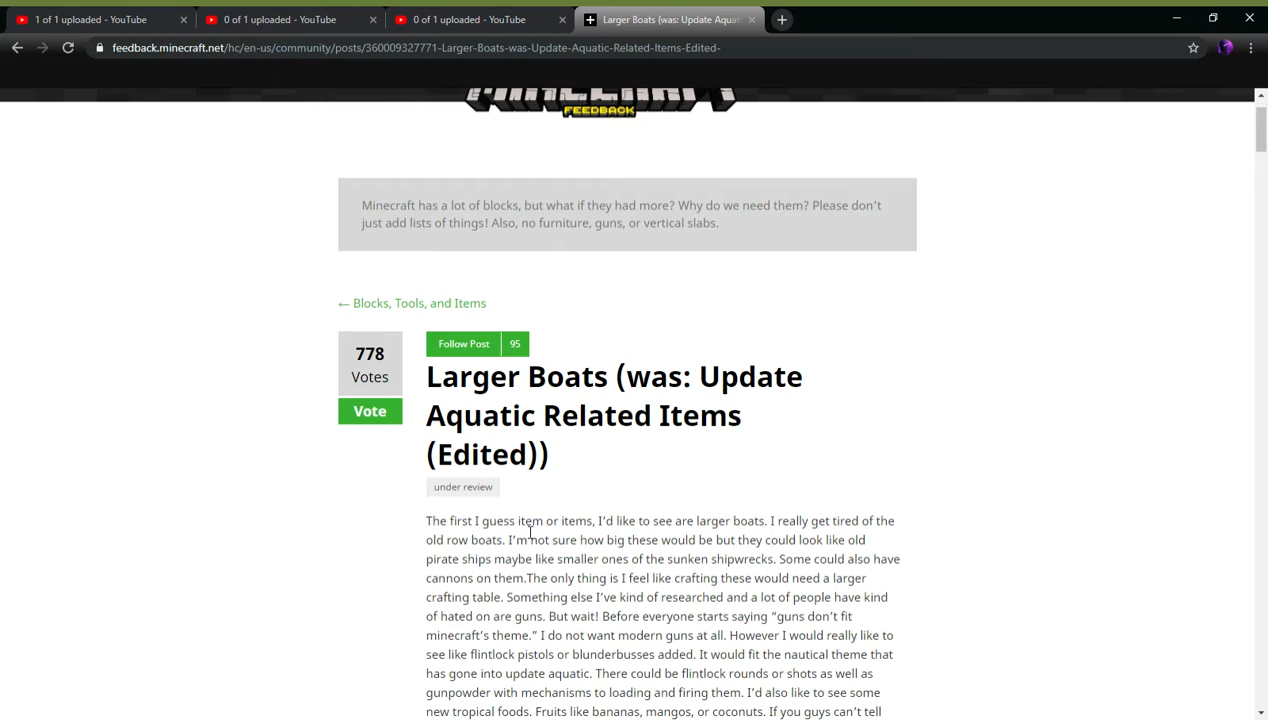 1 of 1 uploaded - YouTube
0 of 1 uploaded - YouTube
0 of 1 uploaded - YouTube
Larger Boats (was: Update Aquat
feedback.minecraft.net/hc/en-us/community/posts/360009327771-Larger-Boats-was-Update-Aquatic-Related-Items-Edited-
MINECRAFT
FEEDBACK
Minecraft has a lot of blocks, but what if they had more? Why do we need them? Please don't
just add lists of things! Also, no furniture, guns, or vertical slabs.
← Blocks, Tools, and Items
778
Votes
Vote
Follow Post 95
Larger Boats (was: Update
Aquatic Related Items
(Edited))
under review
The first I guess item or items, I’d like to see are larger boats. I really get tired of the
old row boats. I’m not sure how big these would be but they could look like old
pirate ships maybe like smaller ones of the sunken shipwrecks. Some could also have
cannons on them.The only thing is I feel like crafting these would need a larger
crafting table. Something else I’ve kind of researched and a lot of people have kind
of hated on are guns. But wait! Before everyone starts saying “guns don’t fit
minecraft’s theme.” I do not want modern guns at all. However I would really like to
see like flintlock pistols or blunderbusses added. It would fit the nautical theme that
has gone into update aquatic. There could be flintlock rounds or shots as well as
gunpowder with mechanisms to loading and firing them. I’d also like to see some
new tropical foods. Fruits like bananas, mangos, or coconuts. If you guys can’t tell